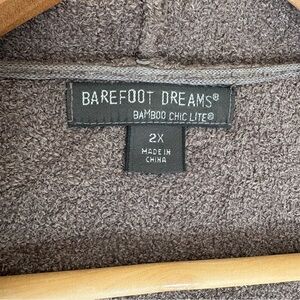 BAREFOOT DREAMS®
BAMBOO CHIC LITE®
2X
MADE IN
CHINA